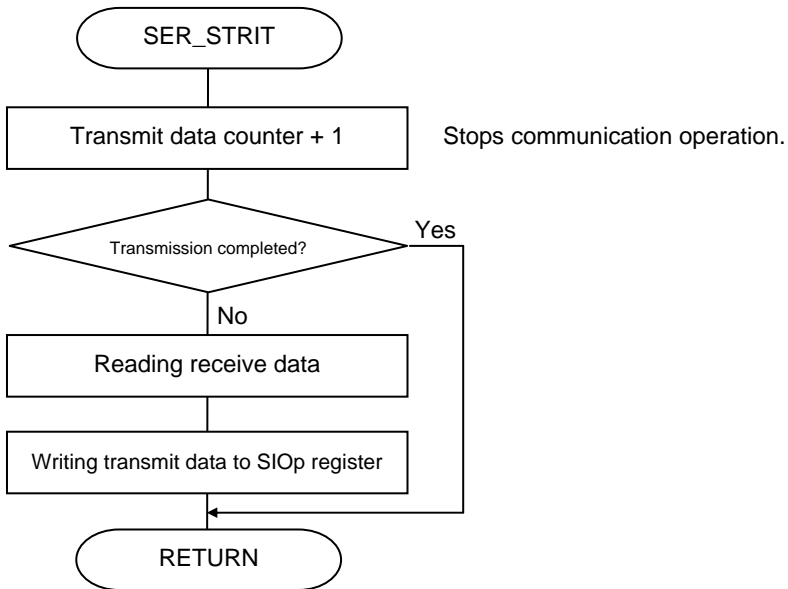 SER_STRIT
Transmit data counter + 1
Stops communication operation.
Transmission completed?
Yes
No
Reading receive data
Writing transmit data to SIOp register
RETURN